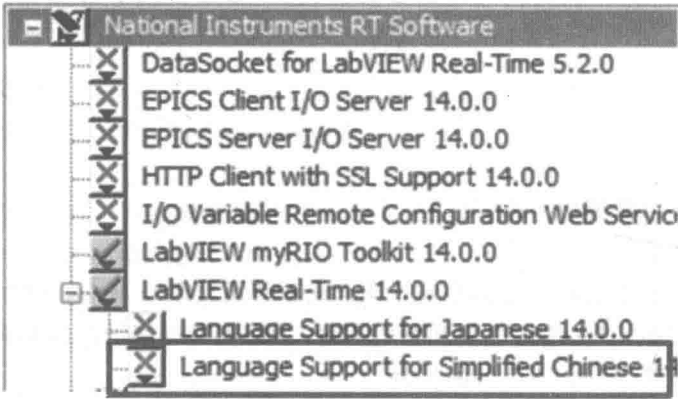 National Instruments RT Software
DataSocket for LabVIEW Real-Time 5.2.0
EPICS Client I/O Server 14.0.0
EPICS Server I/O Server 14.0.0
HTTP Client with SSL Support 14.0.0
I/O Variable Remote Configuration Web Servic
LabVIEW myRIO Toolkit 14.0.0
LabVIEW Real-Time 14.0.0
Language Support for Japanese 14.0.0
Language Support for Simplified Chinese 14